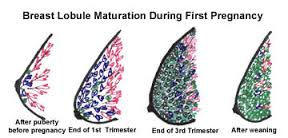 Breast Lobule Maturation During First Pregnancy
After puberty
before pregnancy
End of 1st Trimester
End of 3rd Trimester
After weaning